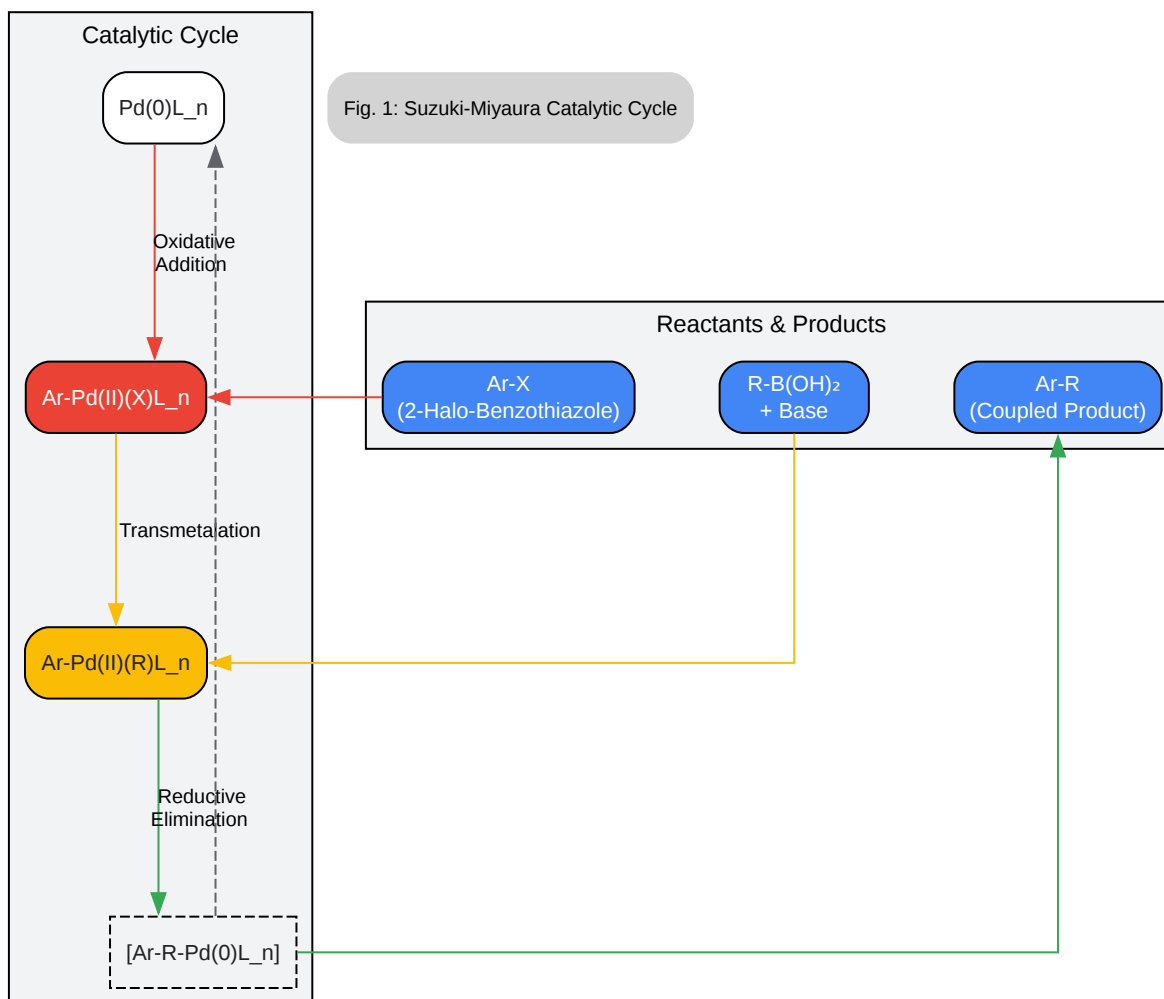 Catalytic Cycle
Pd(0)L_n
Fig. 1: Suzuki-Miyaura Catalytic Cycle
Oxidative
Addition
Reactants & Products
Ar-Pd(II)(X)L_n
Ar-X
(2-Halo-Benzothiazole)
R-B(OH)₂
+ Base
Ar-R
(Coupled Product)
Transmetalation
Ar-Pd(II)(R)L_n
Reductive
Elimination
[Ar-R-Pd(0)L_n]